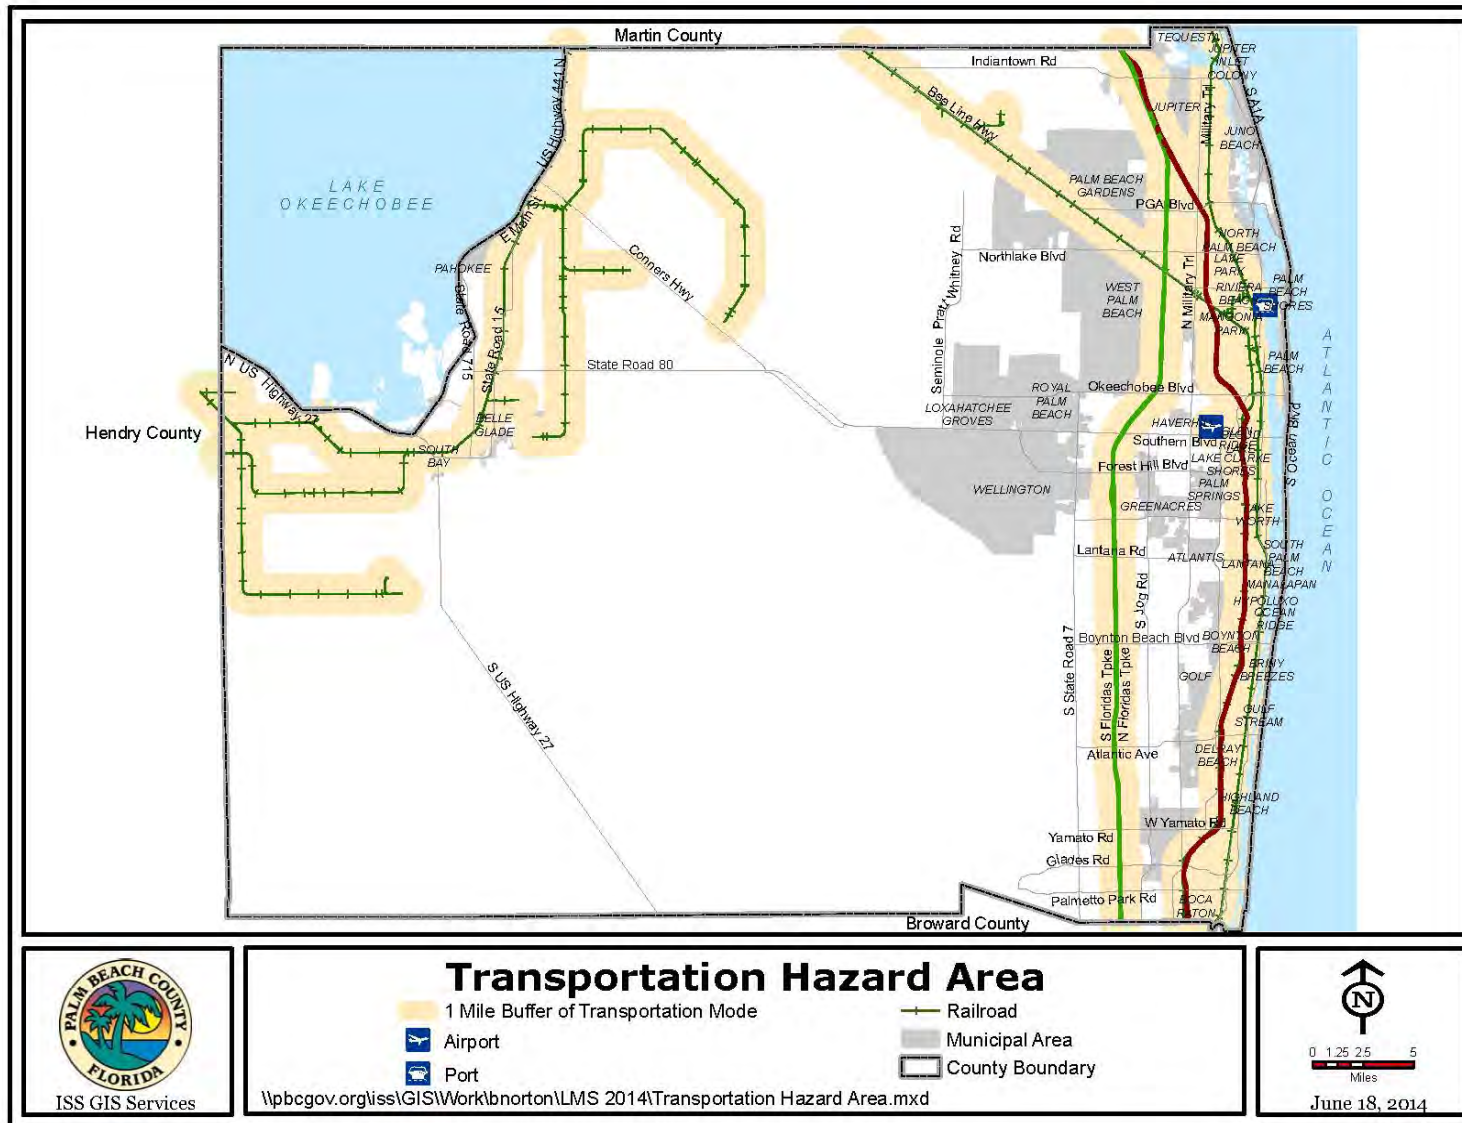 Martin County
TEQUESTA
JUPITER
INLET
COLONY
Indiantown Rd
US Highway 441 N
Bee Line Hwy
JUPITER
Military Trl
S A1A
JUNO
BEACH
LAKE
OKEECHOBEE
PALM BEACH
GARDENS
PGA Blvd
E Main St
NORTH
PALM BEACH
Conners Hwy
Seminole Pratt Whitney Rd
Northlake Blvd
N Military Trl
LAKE
PARK
PAHOKEE
State Road 715
State Road 15
WEST
PALM
BEACH
RIVIERA
BEACH
PALM
BEACH
SHORES
MANGONIA
PARK
N US Highway 27
State Road 80
PALM
BEACH
Okeechobee Blvd
ROYAL
PALM
BEACH
LOXAHATCHEE
GROVES
Hendry County
BELLE
GLADE
SOUTH
BAY
HAVERHILL
GLEN
RIDGE
Southern Blvd
CLOUD
LAKE
S Ocean Blvd
ATLANTIC OCEAN
Forest Hill Blvd
LAKE CLARKE
SHORES
PALM
SPRINGS
WELLINGTON
GREENACRES
LAKE
WORTH
Lantana Rd
ATLANTIS
LANTANA
SOUTH
PALM
BEACH
MANALAPAN
S Jog Rd
HYPOLUXO
OCEAN
RIDGE
S State Road 7
Boynton Beach Blvd
BOYNTON
BEACH
S Floridas Tpke
N Floridas Tpke
GOLF
BRINY
BREEZES
S US Highway 27
GULF
STREAM
Atlantic Ave
DELRAY
BEACH
HIGHLAND
BEACH
W Yamato Rd
Yamato Rd
Glades Rd
Palmetto Park Rd
BOCA
RATON
Broward County
PALM BEACH COUNTY
FLORIDA
ISS GIS Services
Transportation Hazard Area
1 Mile Buffer of Transportation Mode
Airport
Port
Railroad
Municipal Area
County Boundary
\\pbcgov.org\iss\GIS\Work\bnorton\LMS 2014\Transportation Hazard Area.mxd
N
0 1.25 2.5 5
Miles
June 18, 2014